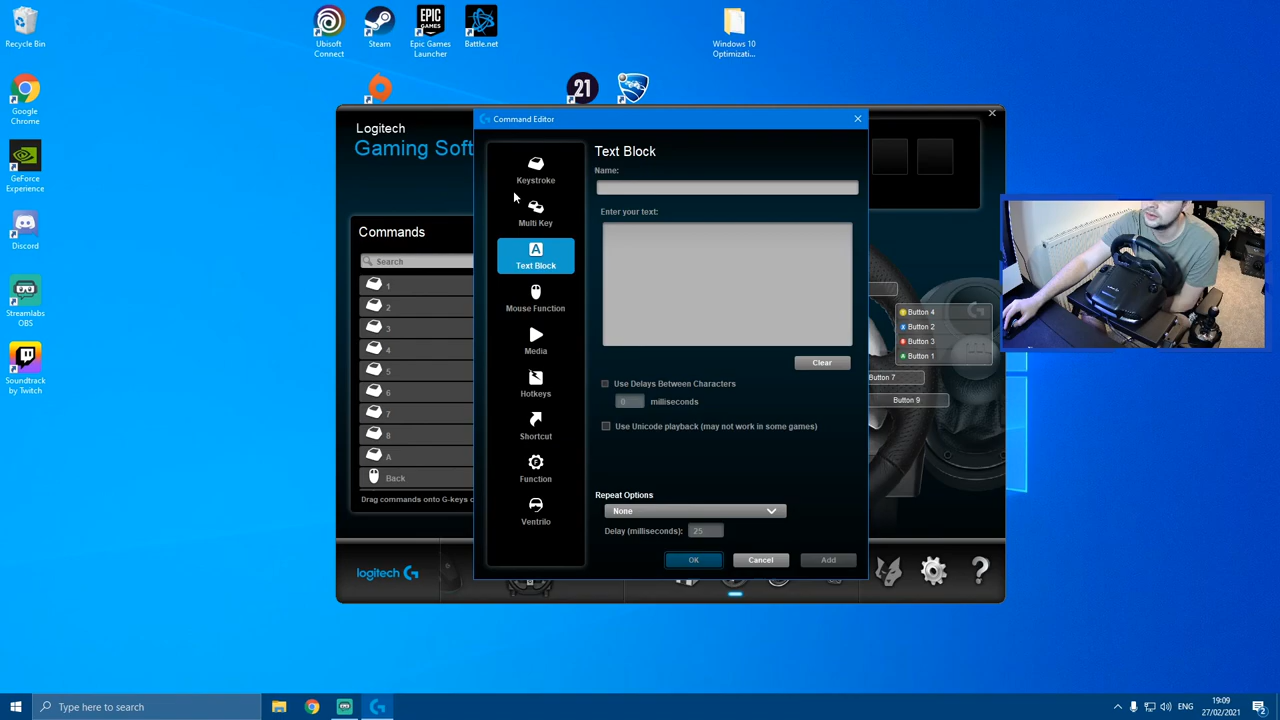 Recycle Bin
Ubisoft
Connect
Steam
Epic Games
Launcher
Battle.net
Windows 10
Optimizati...
Google
Chrome
21
GeForce
Experience
Discord
Streamlabs
OBS
Soundtrack
by Twitch
Logitech
Gaming Soft
Commands
Search
1
2
3
4
5
6
7
8
A
Back
Drag commands onto G-keys o
logitech
Command Editor
Keystroke
Multi Key
A
Text Block
Mouse Function
Media
Hotkeys
Shortcut
F
Function
Ventrilo
Text Block
Name:
Enter your text:
Clear
Use Delays Between Characters
0 milliseconds
Use Unicode playback (may not work in some games)
Repeat Options
None
Delay (milliseconds): 25
OK
Cancel
Add
Y Button 4
X Button 2
B Button 3
A Button 1
Button 7
Button 9
?
Type here to search
ENG
19:09
27/02/2021
2